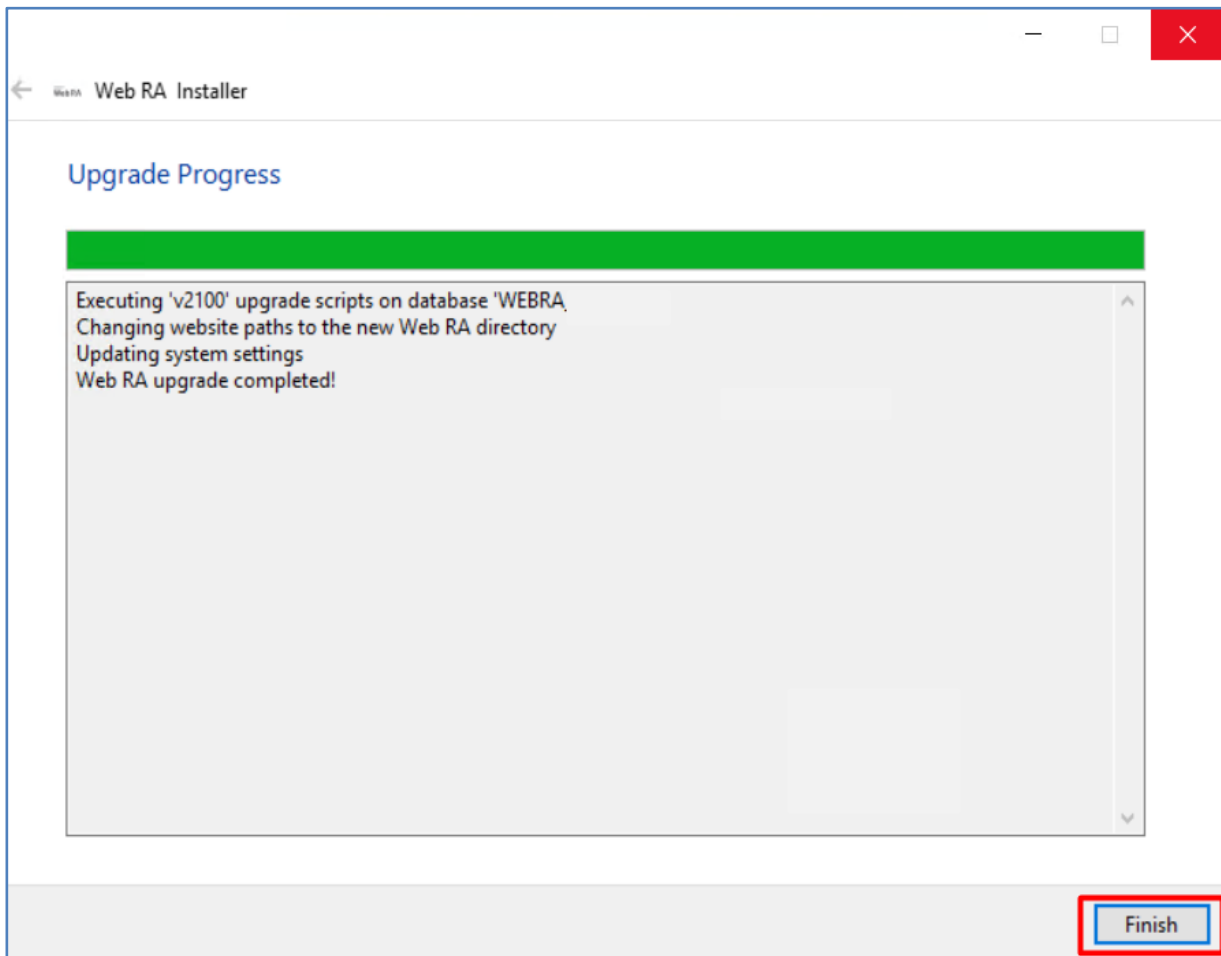 Web RA Installer
Upgrade Progress
Executing 'v2100' upgrade scripts on database 'WEBRA
Changing website paths to the new Web RA directory
Updating system settings
Web RA upgrade completed!
Finish